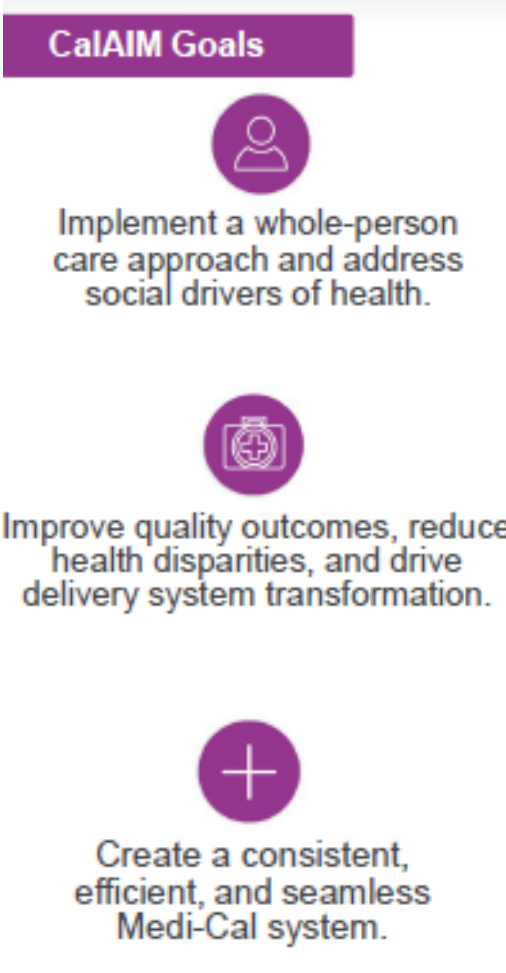 CalAIM Goals
Implement a whole-person
care approach and address
social drivers of health.
Improve quality outcomes, reduce
health disparities, and drive
delivery system transformation.
Create a consistent,
efficient, and seamless
Medi-Cal system.